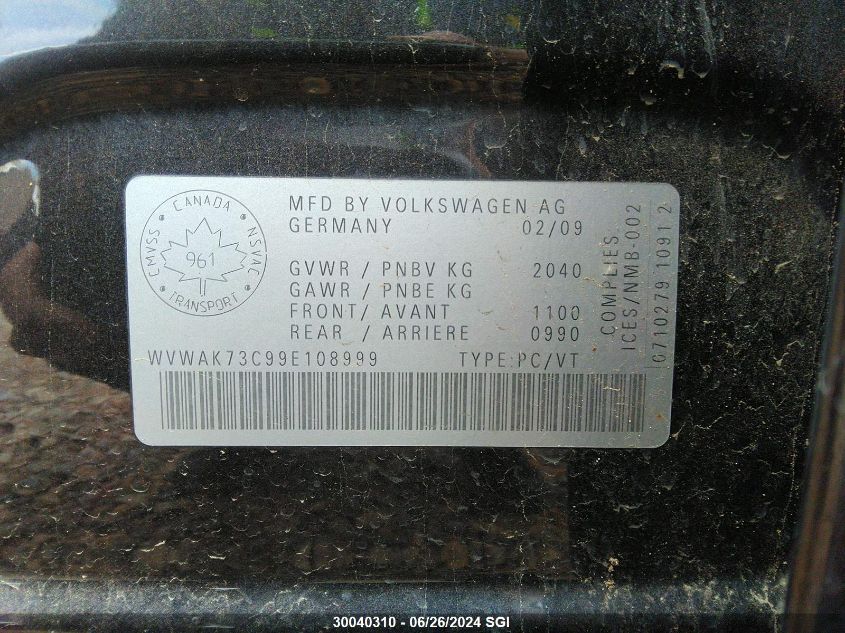 CANADA
CMVSS
NSVAC
961
TRANSPORT
MFD BY VOLKSWAGEN AG
GERMANY 02/09
GVWR / PNBV KG 2040
GAWR / PNBE KG
FRONT/ AVANT 1100
REAR / ARRIERE 0990
WVWAK73C99E108999 TYPE:PC/VT
COMPLIES
ICES/NMB-002
0710279 1091 2
30040310 - 06/26/2024 SGI